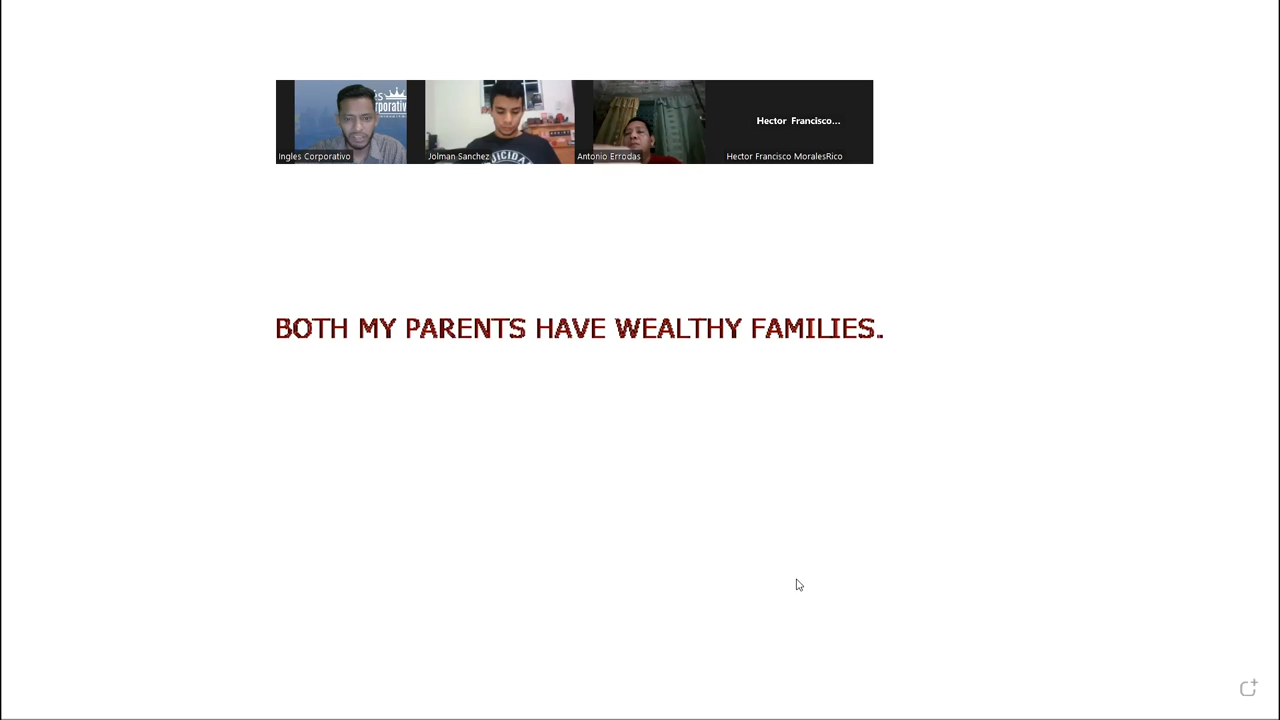 Ingles Corporativo
Jolman Sanchez
Antonio Errodas
Hector Francisco...
Hector Francisco MoralesRico
BOTH MY PARENTS HAVE WEALTHY FAMILIES.